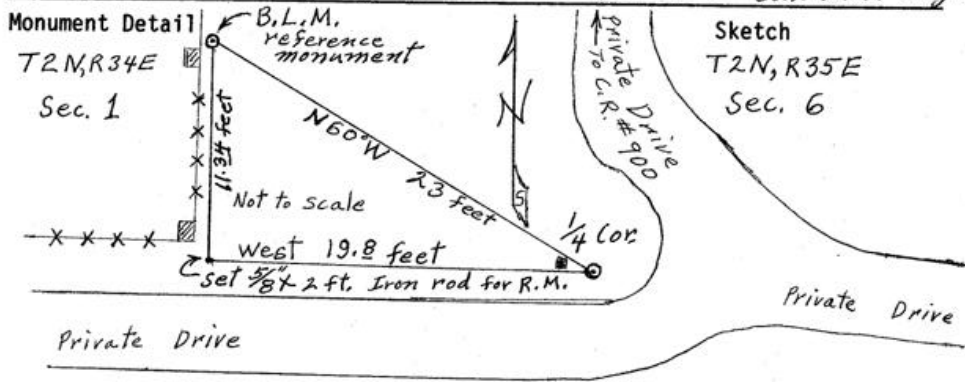 Monument Detail
T2N, R34E
Sec. 1
B.L.M.
reference
monument
Sketch
T2N, R35E
Sec. 6
Private Drive
To C.R. #900
N
S
N60°W 23 feet
11.34 feet
Not to scale
1/4 Cor.
West 19.8 feet
Set 5/8" x 2 ft. Iron rod for R.M.
Private Drive
Private Drive